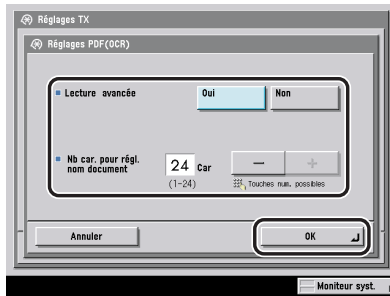 Réglages TX
Réglages PDF(OCR)
Lecture avancée Oui Non
Nb car. pour régl.
nom document
24 Car − +
(1-24) Touches num. possibles
Annuler OK
Moniteur syst.